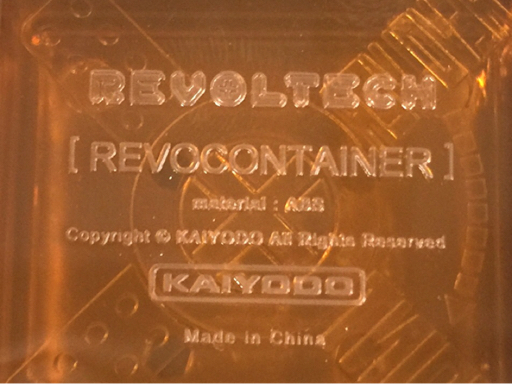 REVOLTECH
[ REVOCONTAINER ]
material : ABS
Copyright © KAIYODO All Rights Reserved
KAIYODO
Made in China